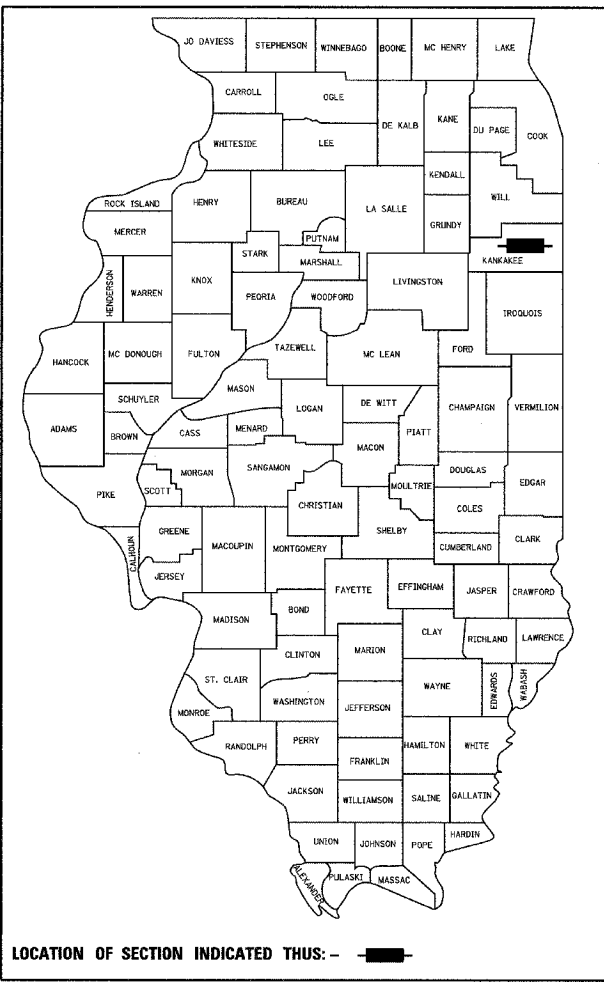 JO DAVIESS
STEPHENSON
WINNEBAGO
BOONE
MC HENRY
LAKE
CARROLL
OGLE
DE KALB
KANE
DU PAGE
COOK
WHITESIDE
LEE
KENDALL
WILL
ROCK ISLAND
HENRY
BUREAU
LA SALLE
GRUNDY
MERCER
PUTNAM
STARK
MARSHALL
KANKAKEE
HENDERSON
WARREN
KNOX
PEORIA
WOODFORD
LIVINGSTON
IROQUOIS
HANCOCK
MC DONOUGH
FULTON
TAZEWELL
MC LEAN
FORD
SCHUYLER
MASON
LOGAN
DE WITT
PIATT
CHAMPAIGN
VERMILION
ADAMS
BROWN
CASS
MENARD
MACON
PIKE
SCOTT
MORGAN
SANGAMON
CHRISTIAN
MOULTRIE
DOUGLAS
EDGAR
COLES
CALHOUN
GREENE
MACOUPIN
MONTGOMERY
SHELBY
CUMBERLAND
CLARK
JERSEY
FAYETTE
EFFINGHAM
JASPER
CRAWFORD
MADISON
BOND
CLAY
RICHLAND
LAWRENCE
ST. CLAIR
CLINTON
MARION
WAYNE
EDWARDS
WABASH
MONROE
WASHINGTON
JEFFERSON
RANDOLPH
PERRY
FRANKLIN
HAMILTON
WHITE
JACKSON
WILLIAMSON
SALINE
GALLATIN
UNION
JOHNSON
POPE
HARDIN
ALEXANDER
PULASKI
MASSAC
LOCATION OF SECTION INDICATED THUS: -